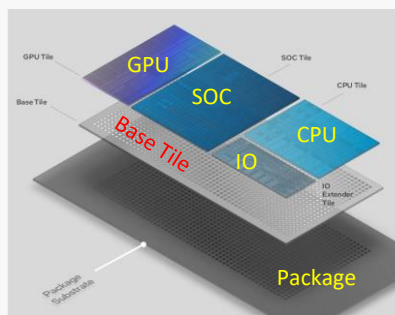 GPU Tile
GPU
SOC Tile
SOC
CPU Tile
Base Tile
Base Tile
CPU
IO
IO
Extender
Tile
Package
Package
Substrate